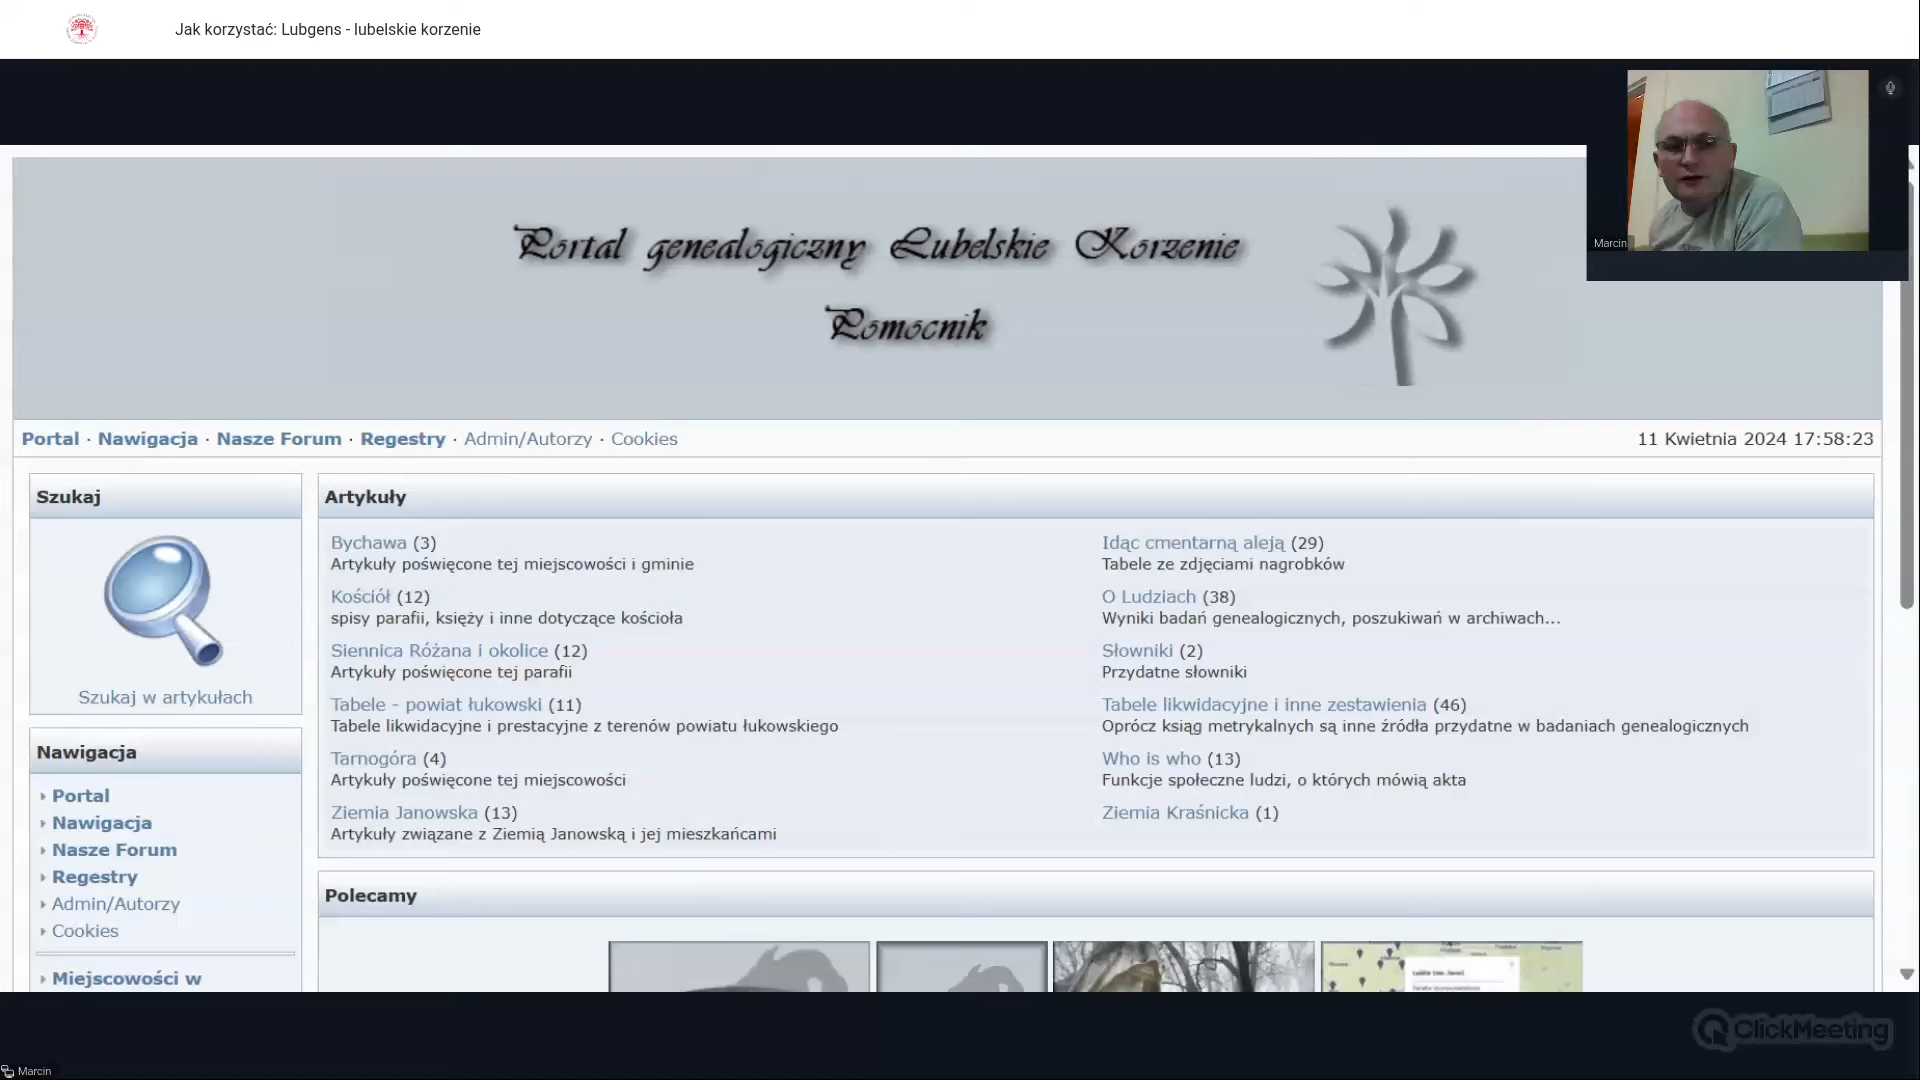 Jak korzystać: Lubgens - lubelskie korzenie
Marcin
Portal genealogiczny Lubelskie Korzenie
Pomocnik
Portal · Nawigacja · Nasze Forum · Regestry · Admin/Autorzy · Cookies
11 Kwietnia 2024 17:58:23
Szukaj
Szukaj w artykułach
Nawigacja
Portal
Nawigacja
Nasze Forum
Regestry
Admin/Autorzy
Cookies
Miejscowości w
Artykuły
Bychawa (3)
Artykuły poświęcone tej miejscowości i gminie
Kościół (12)
spisy parafii, księży i inne dotyczące kościoła
Siennica Różana i okolice (12)
Artykuły poświęcone tej parafii
Tabele - powiat łukowski (11)
Tabele likwidacyjne i prestacyjne z terenów powiatu łukowskiego
Tarnogóra (4)
Artykuły poświęcone tej miejscowości
Ziemia Janowska (13)
Artykuły związane z Ziemią Janowską i jej mieszkańcami
Idąc cmentarną aleją (29)
Tabele ze zdjęciami nagrobków
O Ludziach (38)
Wyniki badań genealogicznych, poszukiwań w archiwach...
Słowniki (2)
Przydatne słowniki
Tabele likwidacyjne i inne zestawienia (46)
Oprócz ksiąg metrykalnych są inne źródła przydatne w badaniach genealogicznych
Who is who (13)
Funkcje społeczne ludzi, o których mówią akta
Ziemia Kraśnicka (1)
Polecamy
ClickMeeting
Marcin